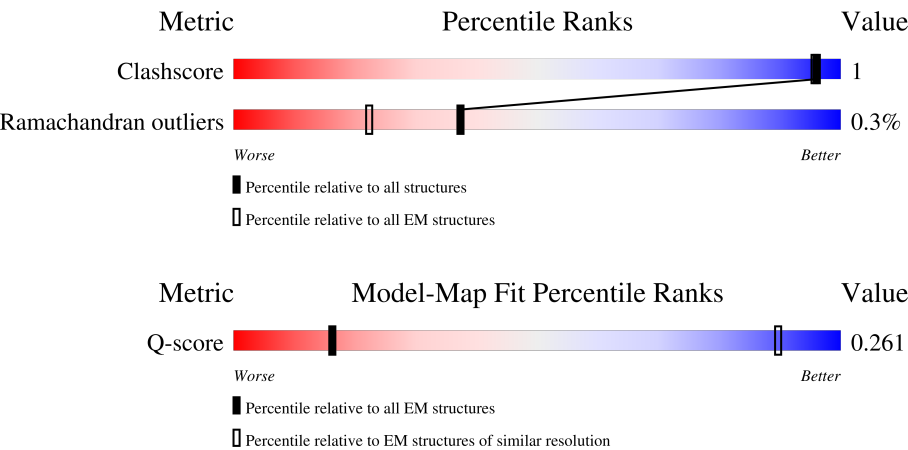 Metric Percentile Ranks Value
Clashscore 1
Ramachandran outliers 0.3%
Worse Better
Percentile relative to all structures
Percentile relative to all EM structures
Metric Model-Map Fit Percentile Ranks Value
Q-score 0.261
Worse Better
Percentile relative to all EM structures
Percentile relative to EM structures of similar resolution